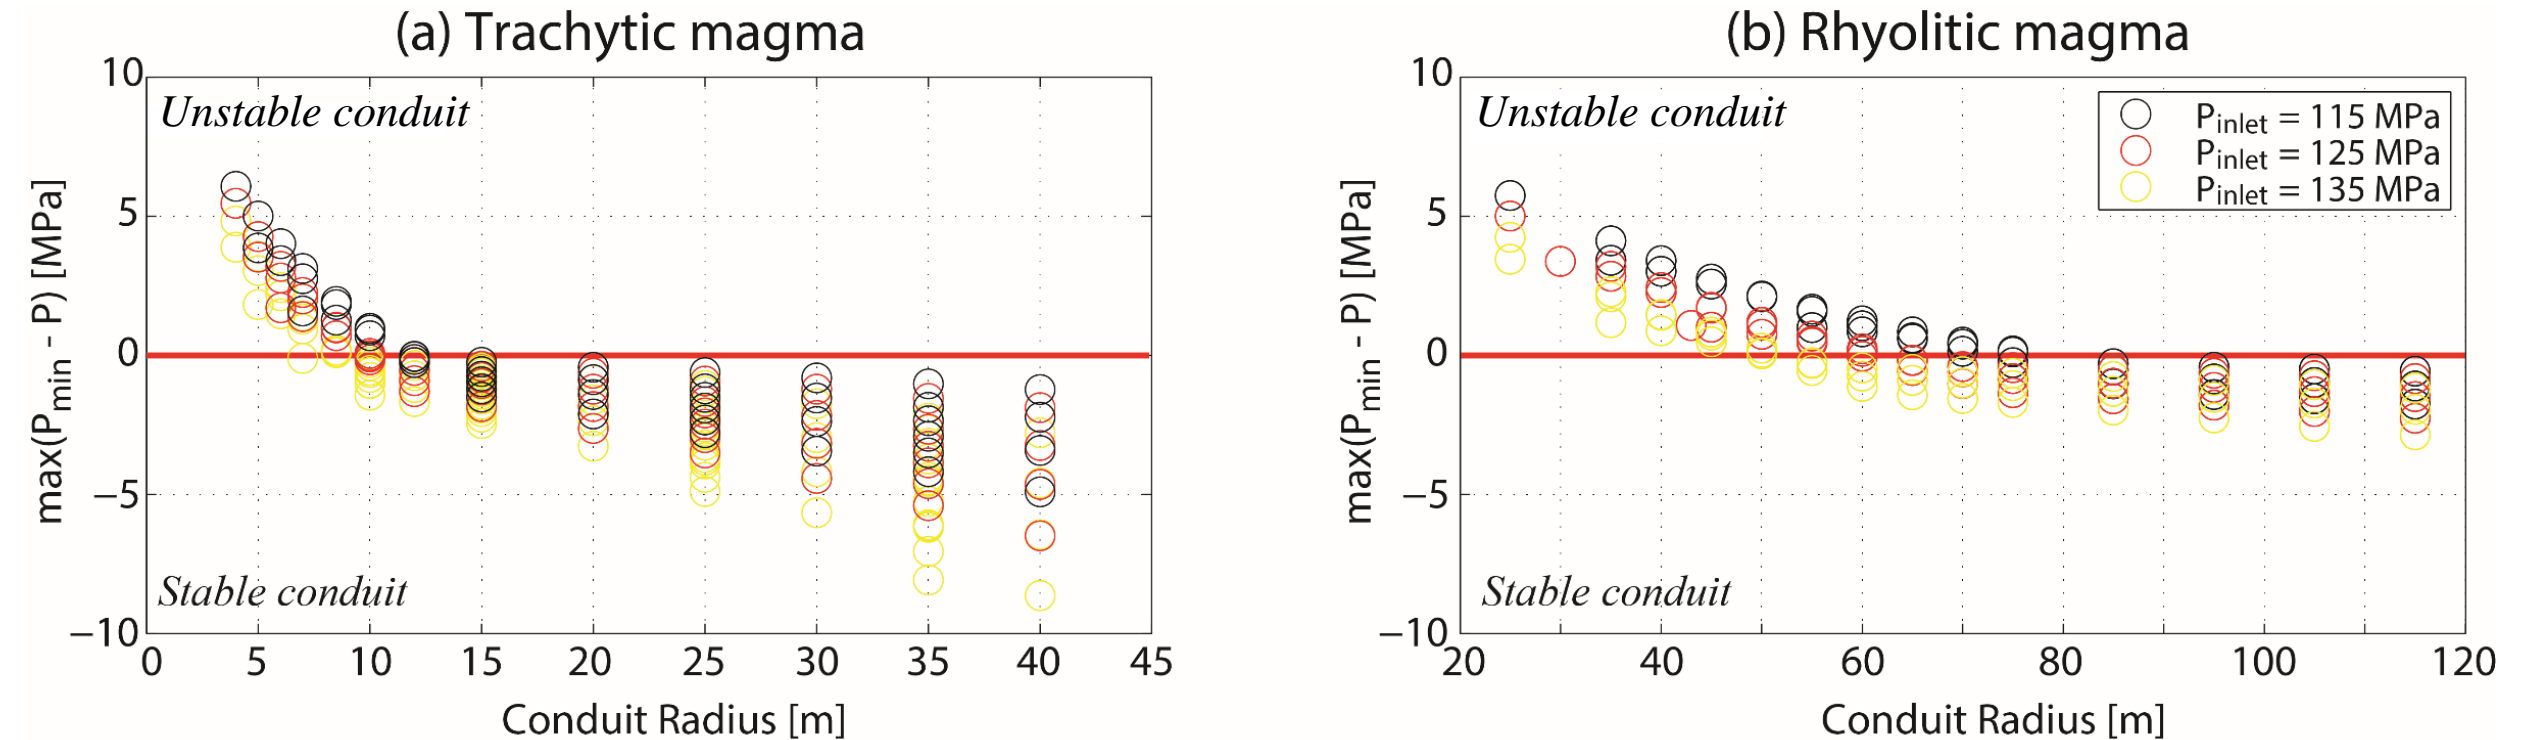 (a) Trachytic magma
10
5
0
−5
−10
max(Pmin - P) [MPa]
Unstable conduit
Stable conduit
0 5 10 15 20 25 30 35 40 45
Conduit Radius [m]
(b) Rhyolitic magma
10
5
0
−5
−10
max(Pmin - P) [MPa]
Unstable conduit
Pinlet = 115 MPa
Pinlet = 125 MPa
Pinlet = 135 MPa
Stable conduit
20 40 60 80 100 120
Conduit Radius [m]